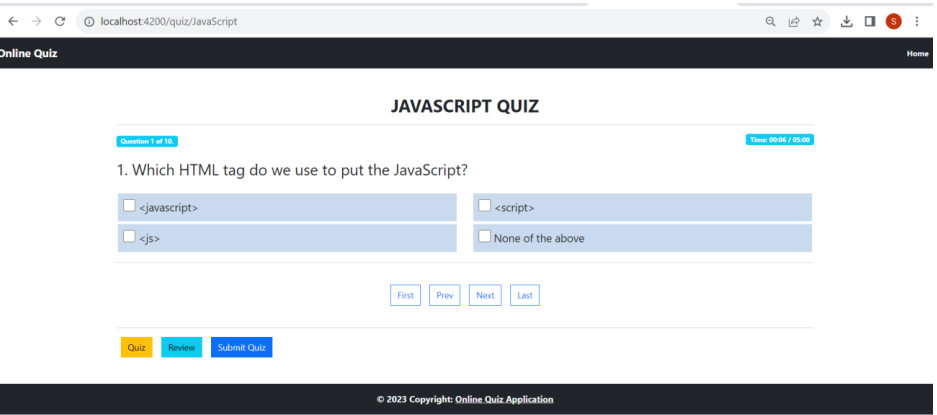 localhost:4200/quiz/JavaScript
S
Online Quiz
Home
JAVASCRIPT QUIZ
Question 1 of 10.
Time: 00:06 / 05:00
1. Which HTML tag do we use to put the JavaScript?
<javascript>
<script>
<js>
None of the above
First Prev Next Last
Quiz Review Submit Quiz
© 2023 Copyright: Online Quiz Application